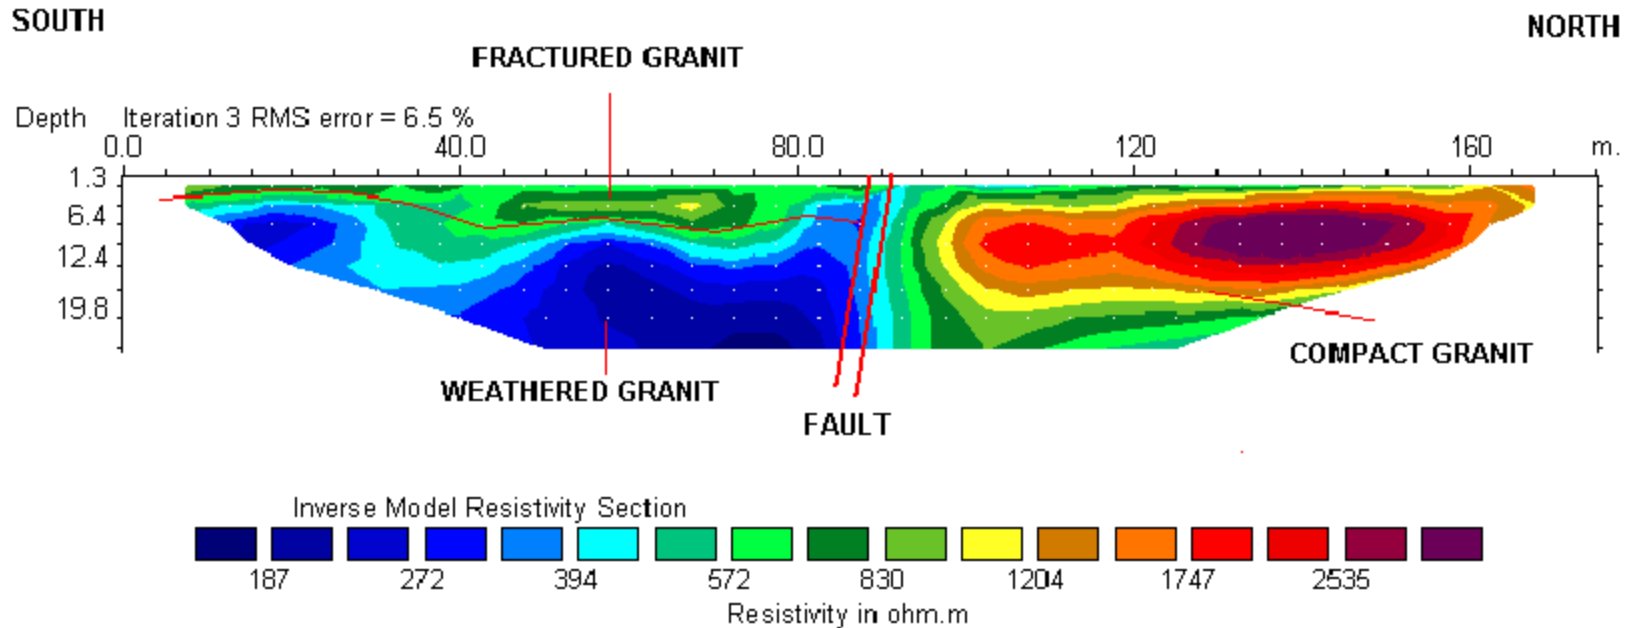 SOUTH
NORTH
FRACTURED GRANIT
Depth Iteration 3 RMS error = 6.5 %
0.0 40.0 80.0 120 160 m.
1.3
6.4
12.4
19.8
COMPACT GRANIT
WEATHERED GRANIT
FAULT
Inverse Model Resistivity Section
187 272 394 572 830 1204 1747 2535
Resistivity in ohm.m